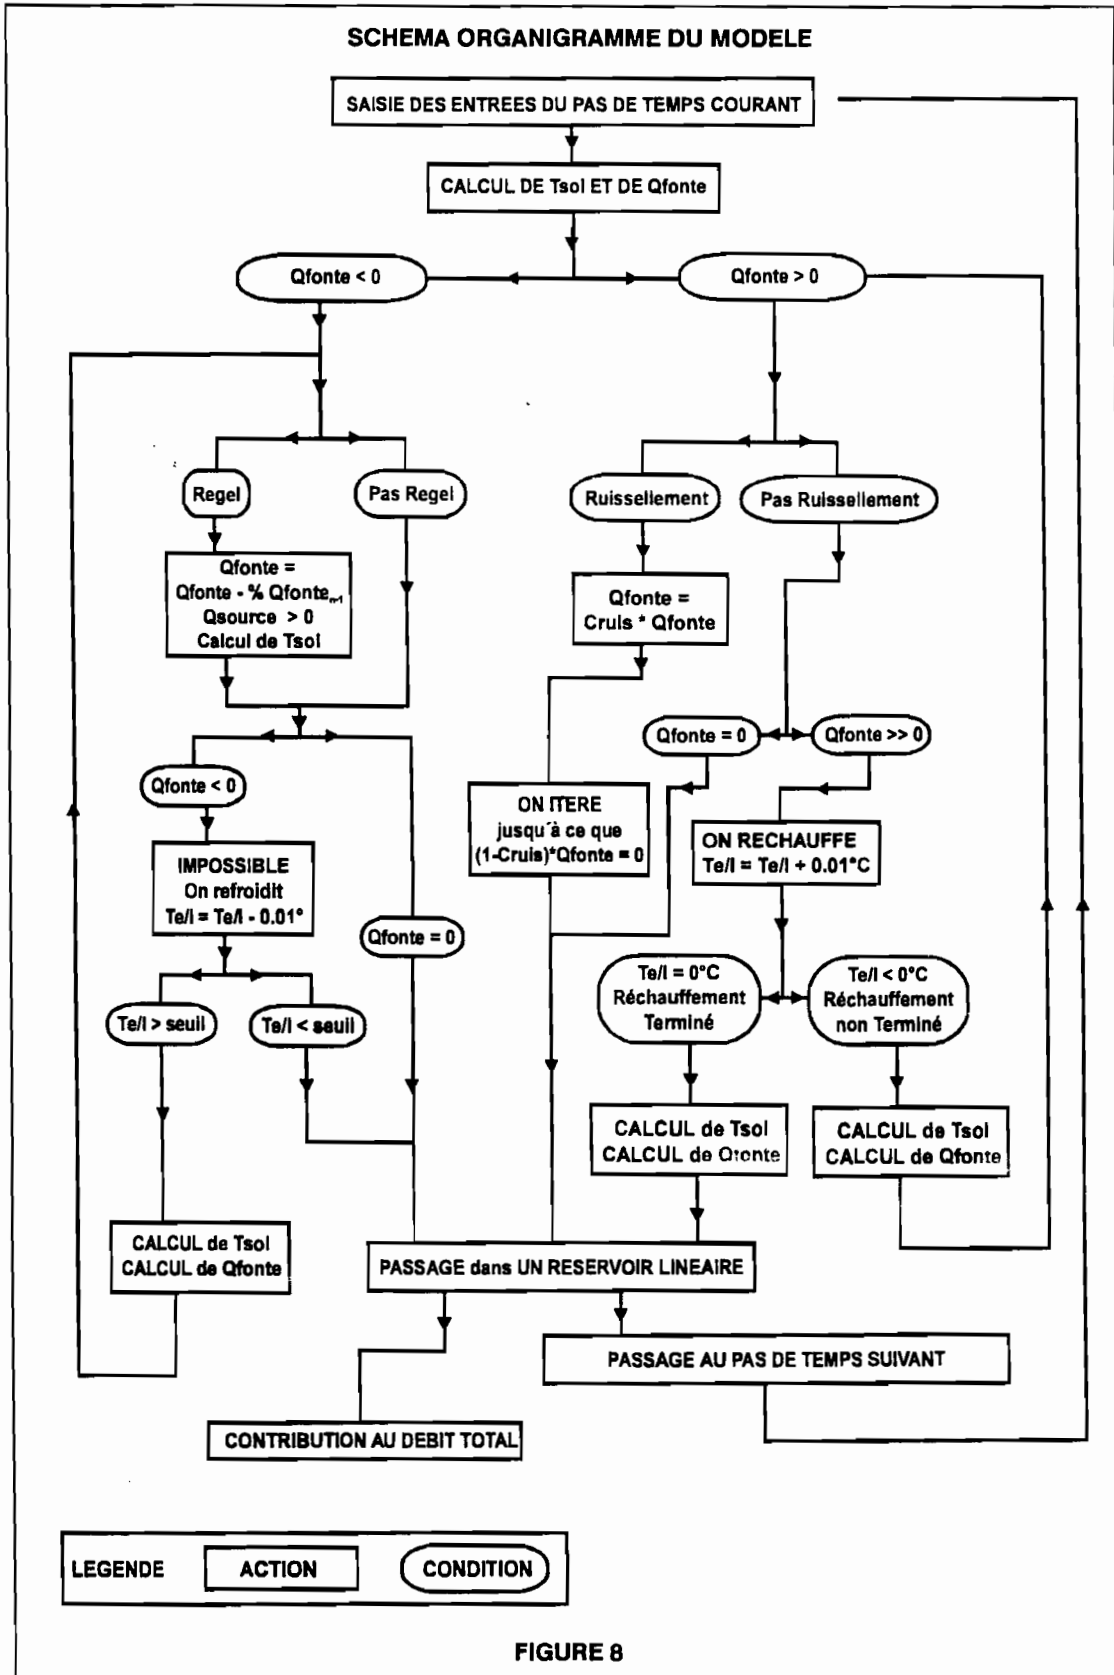 SCHEMA ORGANIGRAMME DU MODELE
SAISIE DES ENTREES DU PAS DE TEMPS COURANT
CALCUL DE Tsol ET DE Qfonte
Qfonte < 0
Qfonte > 0
Regel
Pas Regel
Ruissellement
Pas Ruissellement
Qfonte =
Qfonte - % Qfonte n-1
Qsource > 0
Calcul de Tsol
Qfonte =
Cruis * Qfonte
Qfonte = 0
Qfonte >> 0
Qfonte < 0
ON ITERE
jusqu'à ce que
(1-Cruis)*Qfonte = 0
ON RECHAUFFE
Te/l = Te/l + 0.01°C
IMPOSSIBLE
On refroidit
Te/l = Te/l - 0.01°
Qfonte = 0
Te/l = 0°C
Réchauffement
Terminé
Te/l < 0°C
Réchauffement
non Terminé
Te/l > seuil
Te/l < seuil
CALCUL de Tsol
CALCUL de Qfonte
CALCUL de Tsol
CALCUL de Qfonte
CALCUL de Tsol
CALCUL de Qfonte
PASSAGE dans UN RESERVOIR LINEAIRE
PASSAGE AU PAS DE TEMPS SUIVANT
CONTRIBUTION AU DEBIT TOTAL
LEGENDE
ACTION
CONDITION
FIGURE 8